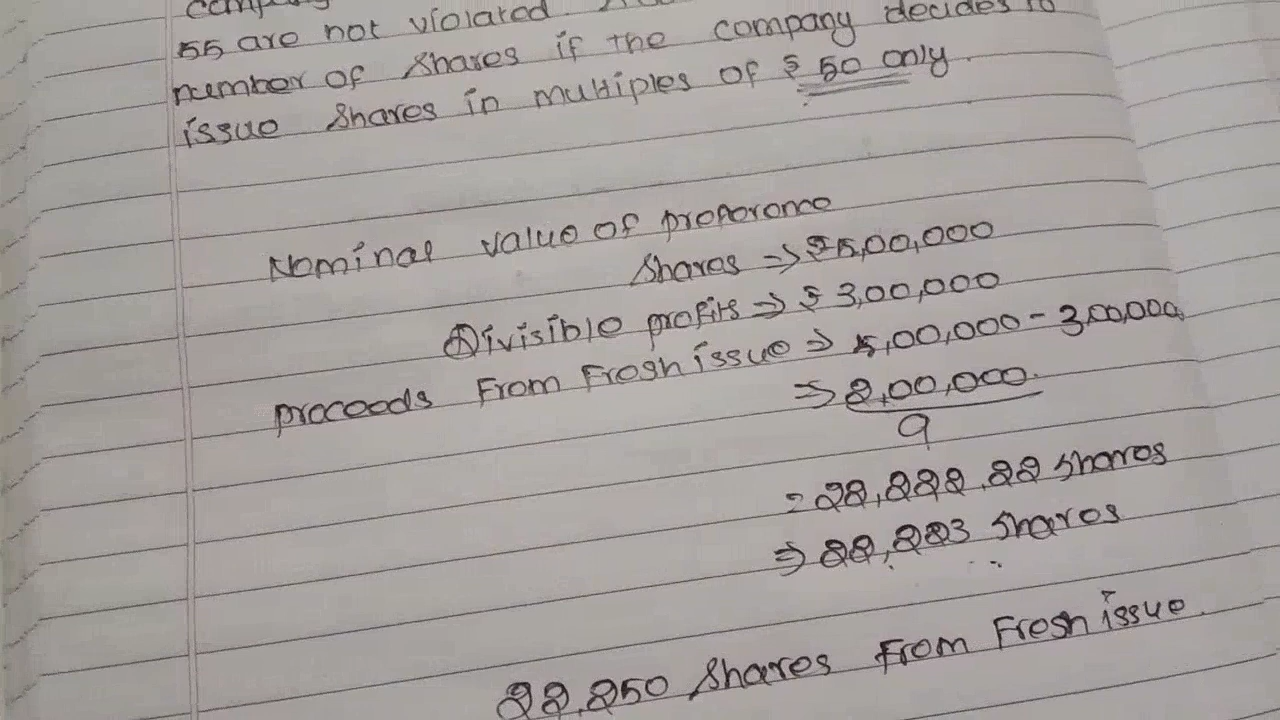 55 are not violated
number of shares if the company decides to
issue shares in multiples of ₹ 50 only.
Nominal value of preference
shares ⇒ ₹5,00,000
Divisible profits ⇒ ₹ 3,00,000
proceeds From Fresh issue ⇒ 5,00,000 - 3,00,000
⇒ 2,00,000
9
= 22,222.22 shares
⇒ 22,223 shares
22,250 shares From Fresh issue.